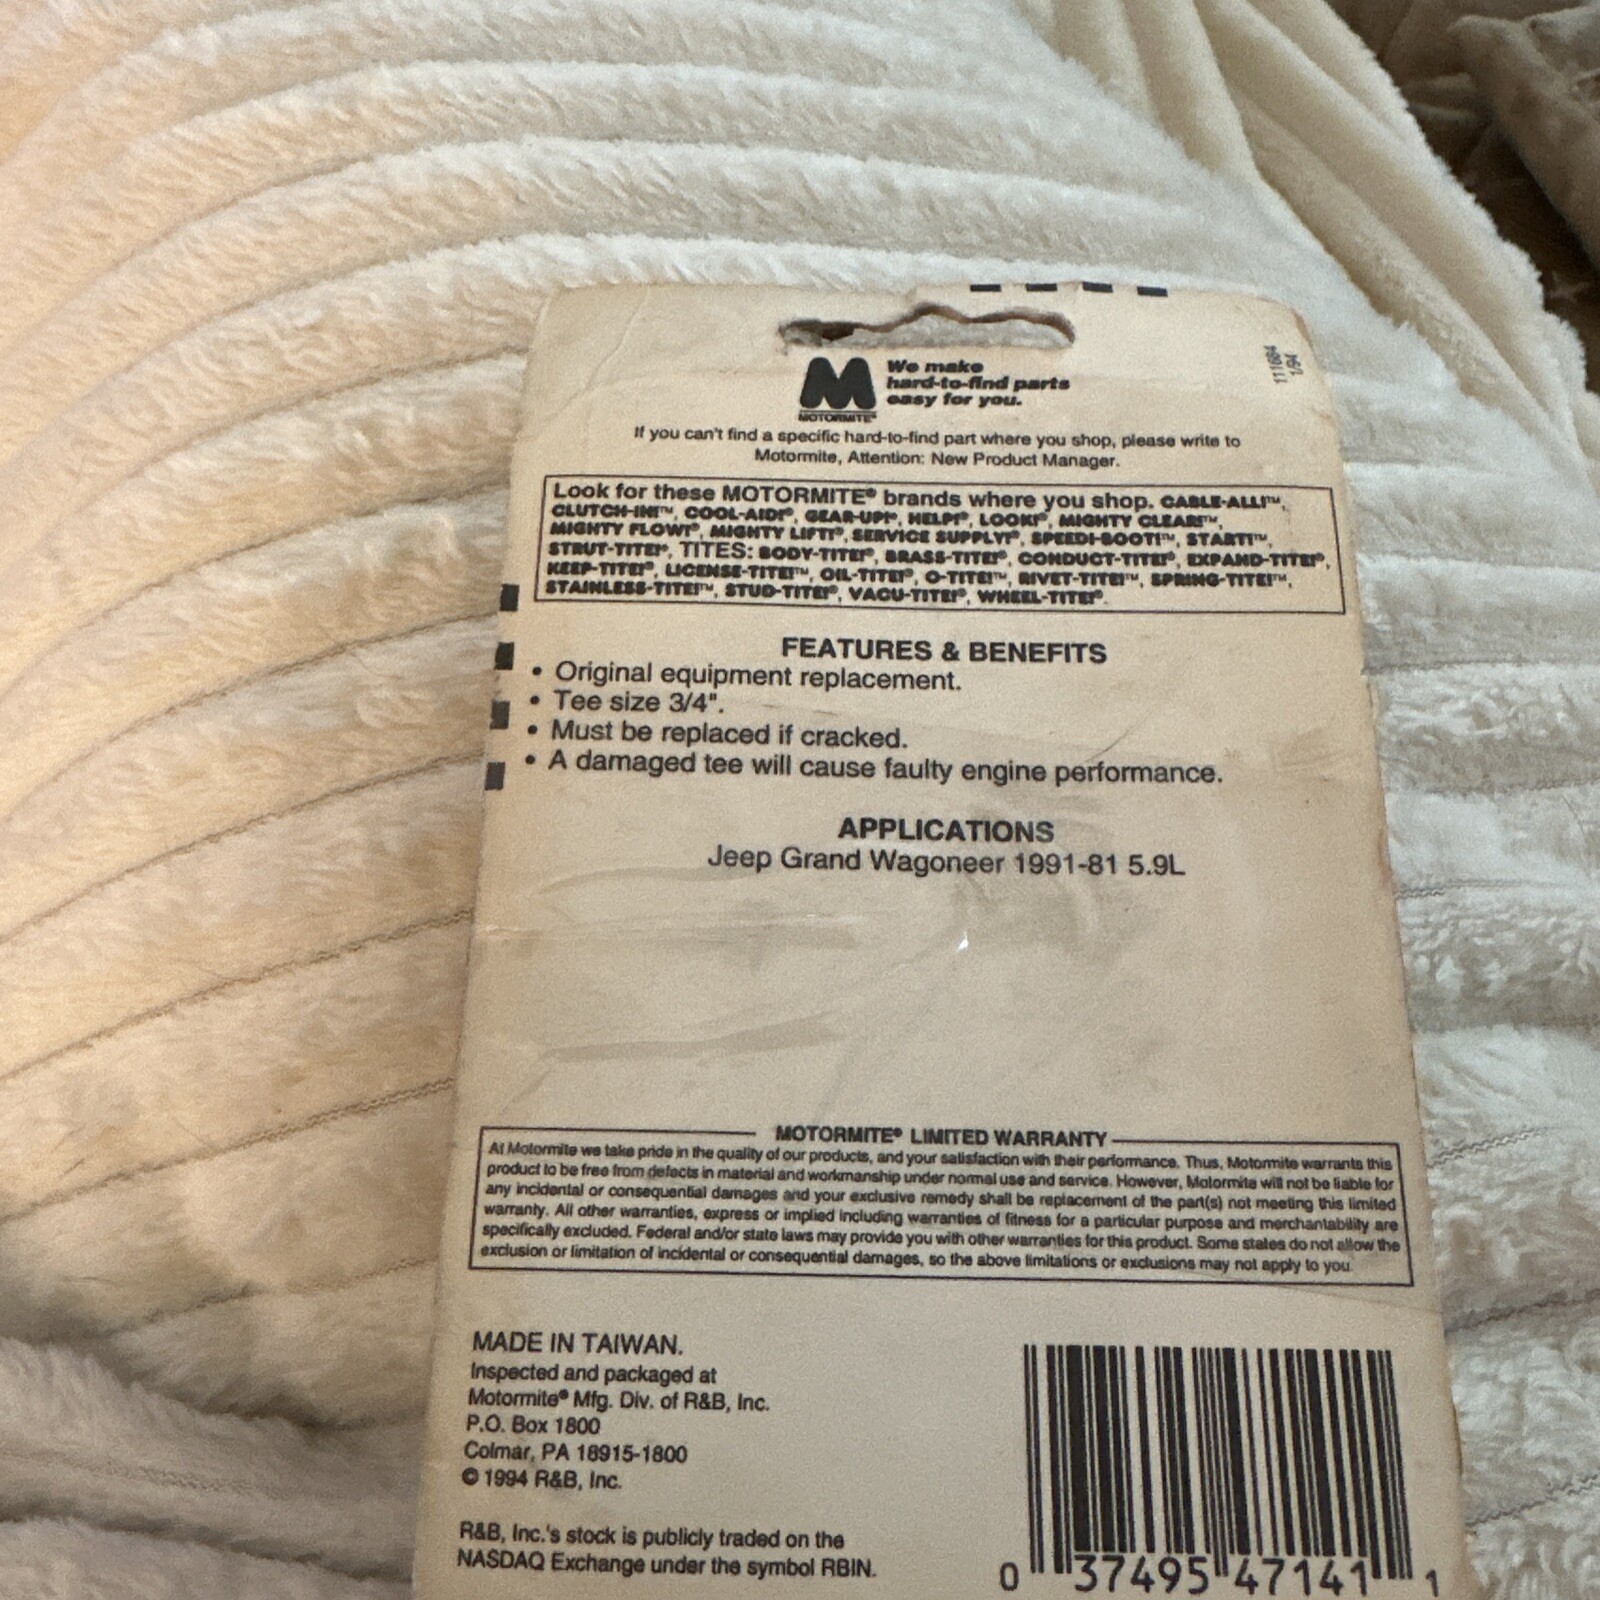 111684
1/94
We make
hard-to-find parts
easy for you.
MOTORMITE®
If you can't find a specific hard-to-find part where you shop, please write to
Motormite, Attention: New Product Manager.
Look for these MOTORMITE® brands where you shop. CABLE-ALL!™,
CLUTCH-IN!™, COOL-AID!®, GEAR-UP!®, HELP!®, LOOK!®, MIGHTY CLEAR!™,
MIGHTY FLOW!®, MIGHTY LIFT!®, SERVICE SUPPLY!®, SPEEDI-BOOT!™, START!™,
STRUT-TITE!®, TITES: BODY-TITE!®, BRASS-TITE!®, CONDUCT-TITE!®, EXPAND-TITE!®,
KEEP-TITE!®, LICENSE-TITE!™, OIL-TITE!®, O-TITE!™, RIVET-TITE!™, SPRING-TITE!™,
STAINLESS-TITE!™, STUD-TITE!®, VACU-TITE!®, WHEEL-TITE!®.
FEATURES & BENEFITS
• Original equipment replacement.
• Tee size 3/4".
• Must be replaced if cracked.
• A damaged tee will cause faulty engine performance.
APPLICATIONS
Jeep Grand Wagoneer 1991-81 5.9L
MOTORMITE® LIMITED WARRANTY
At Motormite we take pride in the quality of our products, and your satisfaction with their performance. Thus, Motormite warrants this
product to be free from defects in material and workmanship under normal use and service. However, Motormite will not be liable for
any incidental or consequential damages and your exclusive remedy shall be replacement of the part(s) not meeting this limited
warranty. All other warranties, express or implied including warranties of fitness for a particular purpose and merchantability are
specifically excluded. Federal and/or state laws may provide you with other warranties for this product. Some states do not allow the
exclusion or limitation of incidental or consequential damages, so the above limitations or exclusions may not apply to you.
MADE IN TAIWAN.
Inspected and packaged at
Motormite® Mfg. Div. of R&B, Inc.
P.O. Box 1800
Colmar, PA 18915-1800
© 1994 R&B, Inc.
R&B, Inc.'s stock is publicly traded on the
NASDAQ Exchange under the symbol RBIN.
0 37495 47141 1